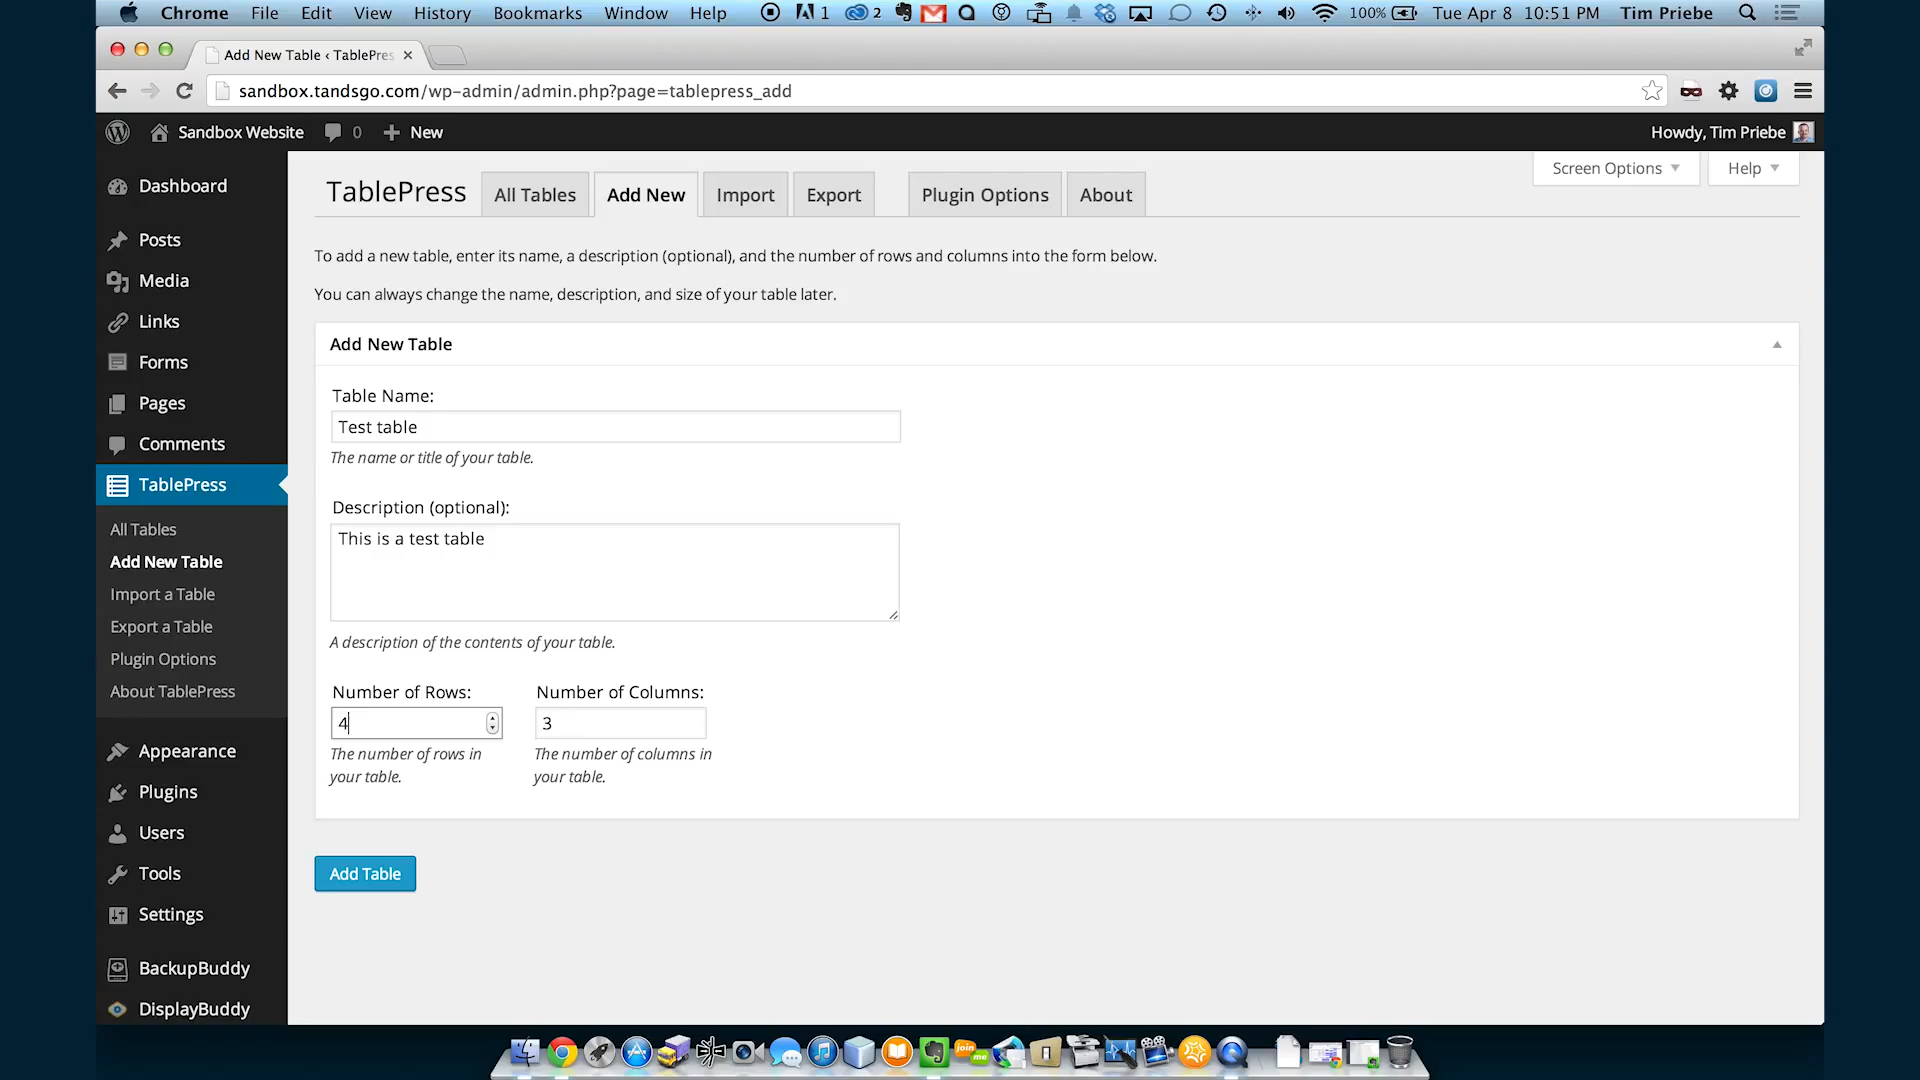 Chrome File Edit View History Bookmarks Window Help 1 2 100% Tue Apr 8 10:51 PM Tim Priebe
Add New Table ‹ TablePres
sandbox.tandsgo.com/wp-admin/admin.php?page=tablepress_add
Sandbox Website 0 + New Howdy, Tim Priebe
Screen Options Help
TablePress All Tables Add New Import Export Plugin Options About
To add a new table, enter its name, a description (optional), and the number of rows and columns into the form below.
You can always change the name, description, and size of your table later.
Add New Table
Table Name:
Test table
The name or title of your table.
Description (optional):
This is a test table
A description of the contents of your table.
Number of Rows: Number of Columns:
4 3
The number of rows in
your table.
The number of columns in
your table.
Add Table
Dashboard
Posts
Media
Links
Forms
Pages
Comments
TablePress
All Tables
Add New Table
Import a Table
Export a Table
Plugin Options
About TablePress
Appearance
Plugins
Users
Tools
Settings
BackupBuddy
DisplayBuddy
join
me